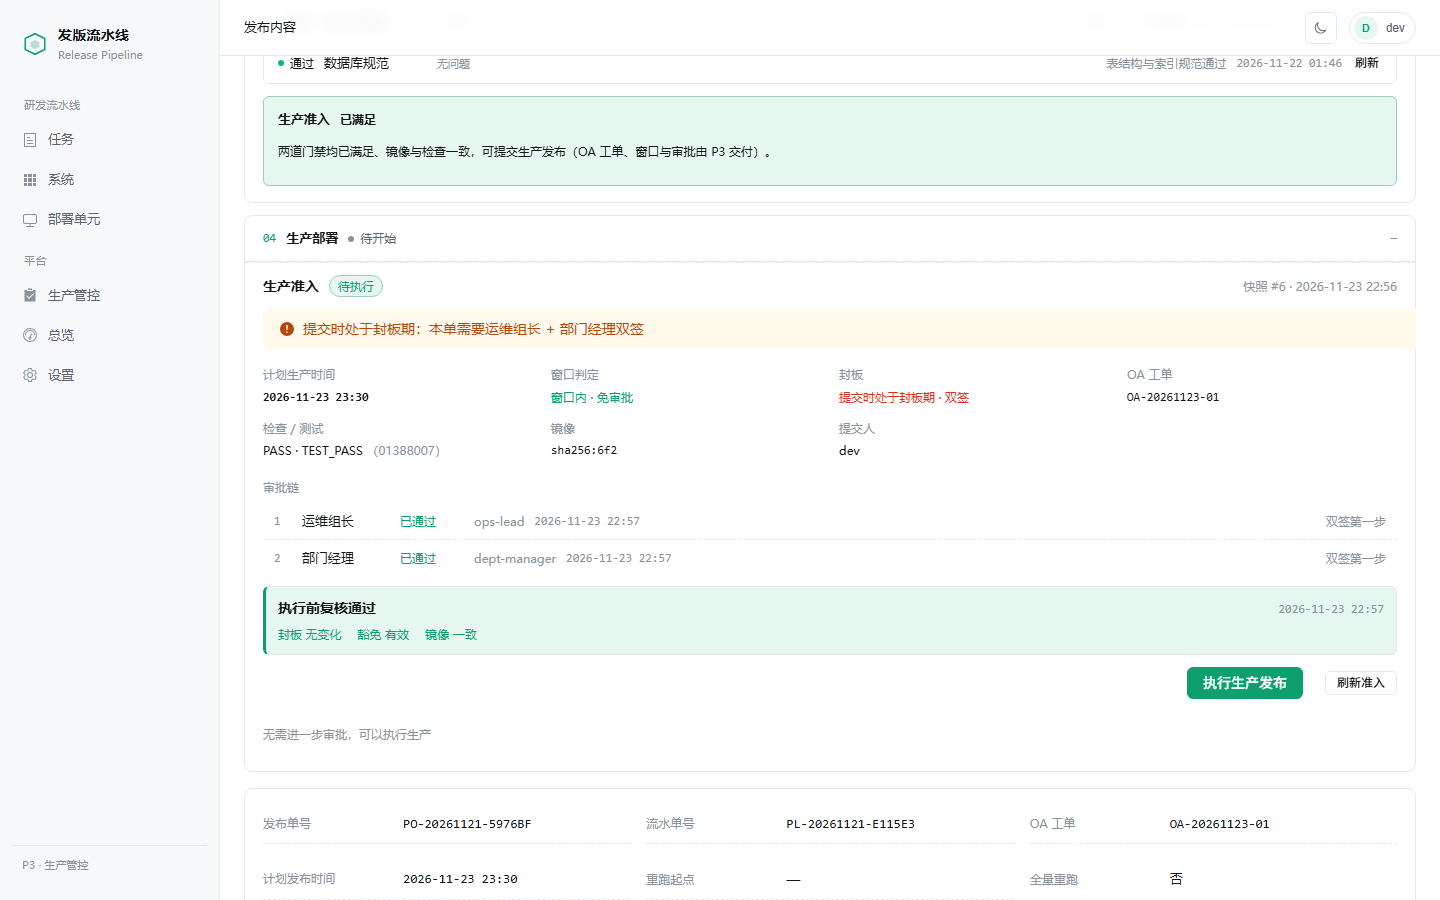 发版流水线
Release Pipeline
研发流水线
任务
系统
部署单元
平台
生产管控
总览
设置
P3 · 生产管控
发布内容
D dev
通过 数据库规范 无问题 表结构与索引规范通过 2026-11-22 01:46 刷新
生产准入 已满足
两道门禁均已满足、镜像与检查一致，可提交生产发布（OA 工单、窗口与审批由 P3 交付）。
04 生产部署 待开始 −
生产准入 待执行 快照 #6 · 2026-11-23 22:56
提交时处于封板期：本单需要运维组长 + 部门经理双签
计划生产时间 窗口判定 封板 OA 工单
2026-11-23 23:30 窗口内 · 免审批 提交时处于封板期 · 双签 OA-20261123-01
检查 / 测试 镜像 提交人
PASS · TEST_PASS (01388007) sha256:6f2 dev
审批链
1 运维组长 已通过 ops-lead 2026-11-23 22:57 双签第一步
2 部门经理 已通过 dept-manager 2026-11-23 22:57 双签第一步
执行前复核通过 2026-11-23 22:57
封板 无变化 豁免 有效 镜像 一致
执行生产发布 刷新准入
无需进一步审批，可以执行生产
发布单号 PO-20261121-5976BF 流水单号 PL-20261121-E115E3 OA 工单 OA-20261123-01
计划发布时间 2026-11-23 23:30 重跑起点 — 全量重跑 否